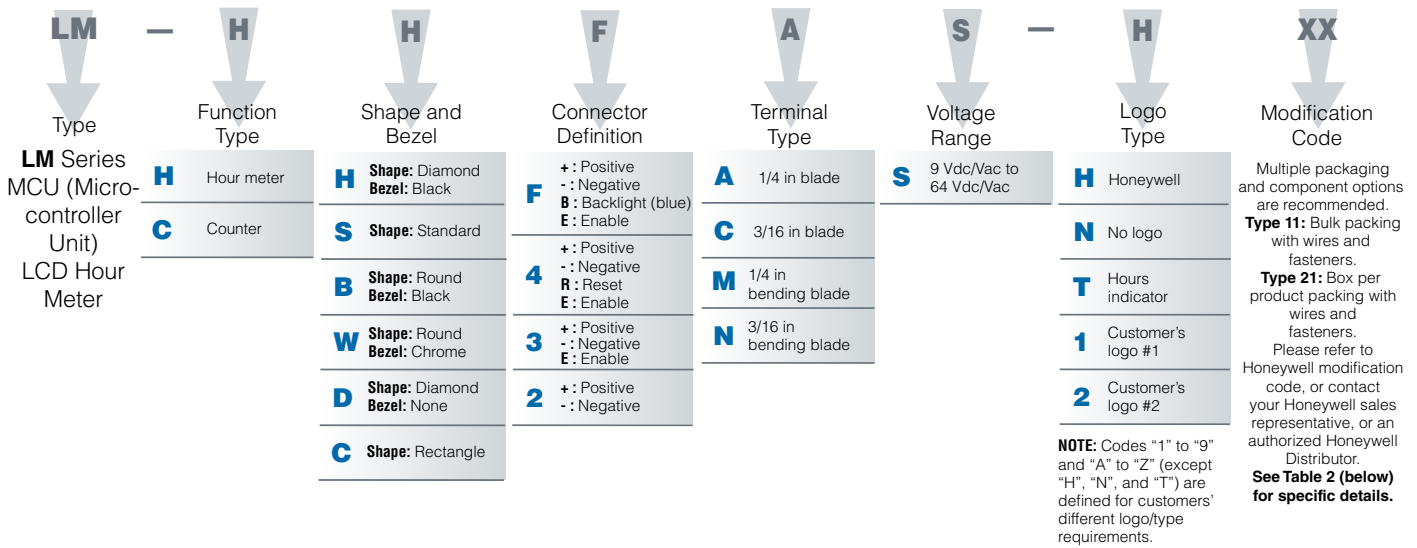 LM – H H F A S – H XX
Type
LM Series
MCU (Micro-
controller
Unit)
LCD Hour
Meter
Function
Type
H Hour meter
C Counter
Shape and
Bezel
H Shape: Diamond
Bezel: Black
S Shape: Standard
B Shape: Round
Bezel: Black
W Shape: Round
Bezel: Chrome
D Shape: Diamond
Bezel: None
C Shape: Rectangle
Connector
Definition
F
+ : Positive
- : Negative
B : Backlight (blue)
E : Enable
4
+ : Positive
- : Negative
R : Reset
E : Enable
3
+ : Positive
- : Negative
E : Enable
2
+ : Positive
- : Negative
Terminal
Type
A 1/4 in blade
C 3/16 in blade
M 1/4 in
bending blade
N 3/16 in
bending blade
Voltage
Range
S 9 Vdc/Vac to
64 Vdc/Vac
Logo
Type
H Honeywell
N No logo
T Hours
indicator
1 Customer’s
logo #1
2 Customer’s
logo #2
NOTE: Codes “1” to “9”
and “A” to “Z” (except
“H”, “N”, and “T”) are
defined for customers’
different logo/type
requirements.
Modification
Code
Multiple packaging
and component options
are recommended.
Type 11: Bulk packing
with wires and
fasteners.
Type 21: Box per
product packing with
wires and
fasteners.
Please refer to
Honeywell modification
code, or contact
your Honeywell sales
representative, or an
authorized Honeywell
Distributor.
See Table 2 (below)
for specific details.